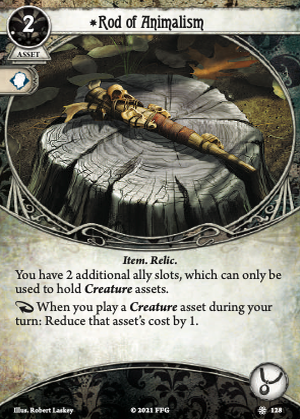 2
*Rod of Animalism
ASSET
Item. Relic.
You have 2 additional ally slots, which can only be
used to hold Creature assets.
When you play a Creature asset during your
turn: Reduce that asset's cost by 1.
Illus. Robert Laskey
© 2021 FFG
128